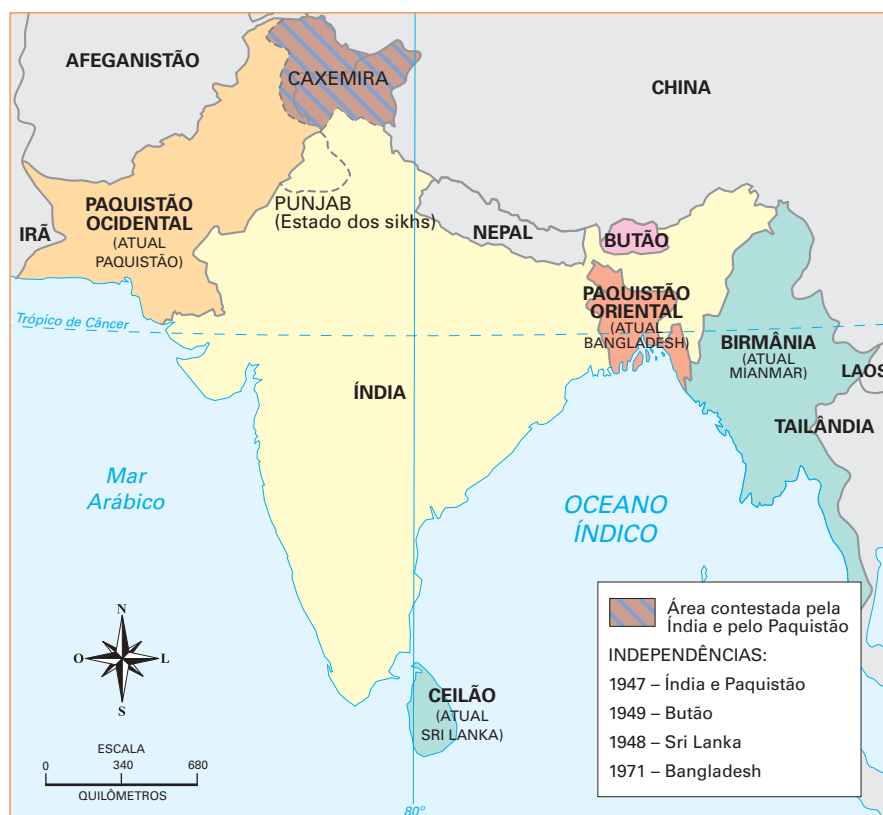 AFEGANISTÃO
CAXEMIRA
CHINA
PAQUISTÃO
OCIDENTAL
(ATUAL
PAQUISTÃO)
IRÃ
PUNJAB
(Estado dos sikhs)
NEPAL
BUTÃO
PAQUISTÃO
ORIENTAL
(ATUAL
BANGLADESH)
Trópico de Câncer
BIRMÂNIA
(ATUAL
MIANMAR)
LAOS
ÍNDIA
TAILÂNDIA
Mar
Arábico
OCEANO
ÍNDICO
Área contestada pela
Índia e pelo Paquistão
INDEPENDÊNCIAS:
1947 – Índia e Paquistão
1949 – Butão
1948 – Sri Lanka
1971 – Bangladesh
N
O
L
S
CEILÃO
(ATUAL
SRI LANKA)
ESCALA
0 340 680
QUILÔMETROS
80º